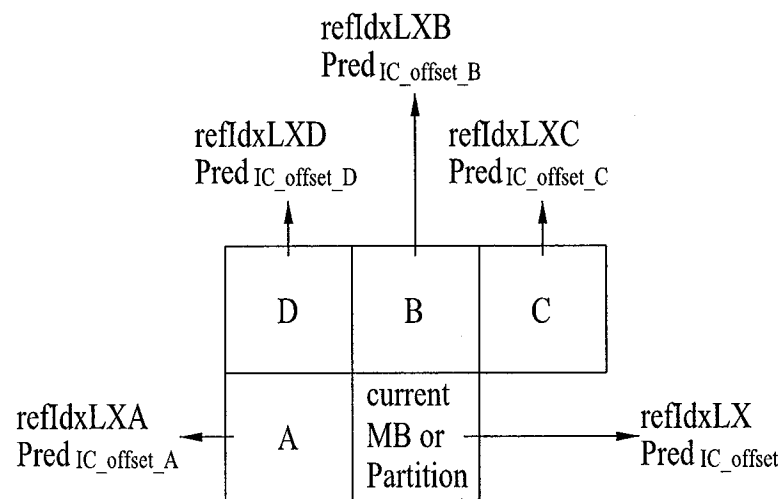 refIdxLXB
Pred IC_offset_B
refIdxLXD
Pred IC_offset_D
refIdxLXC
Pred IC_offset_C
D
B
C
refIdxLXA
Pred IC_offset_A
A
current
MB or
Partition
refIdxLX
Pred IC_offset